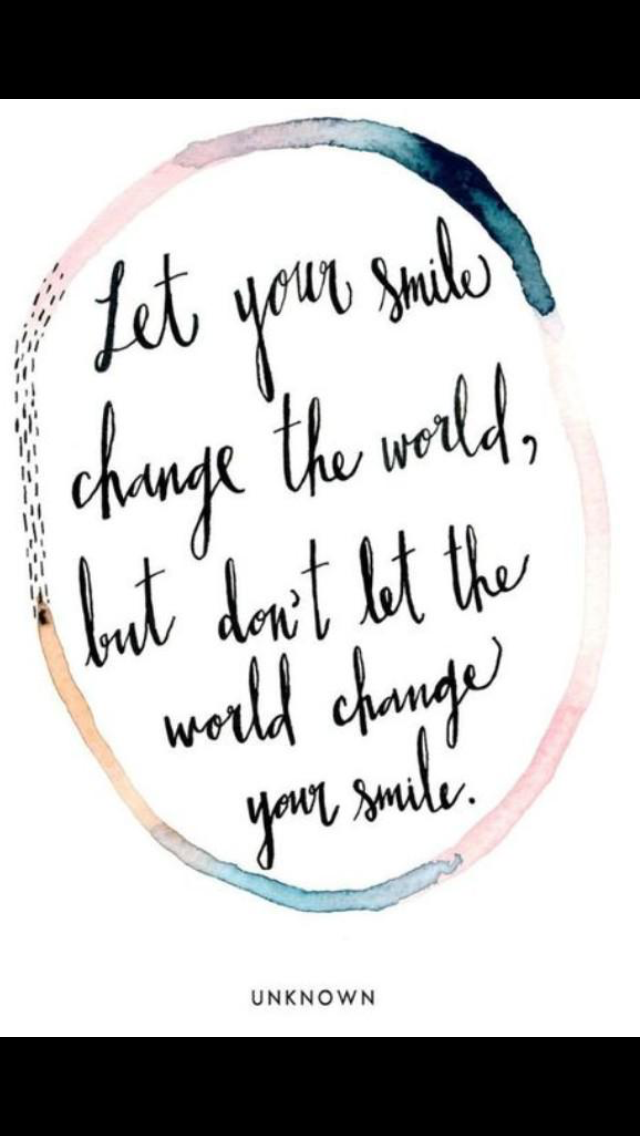 Let your smile
change the world,
but don't let the
world change
your smile.
UNKNOWN